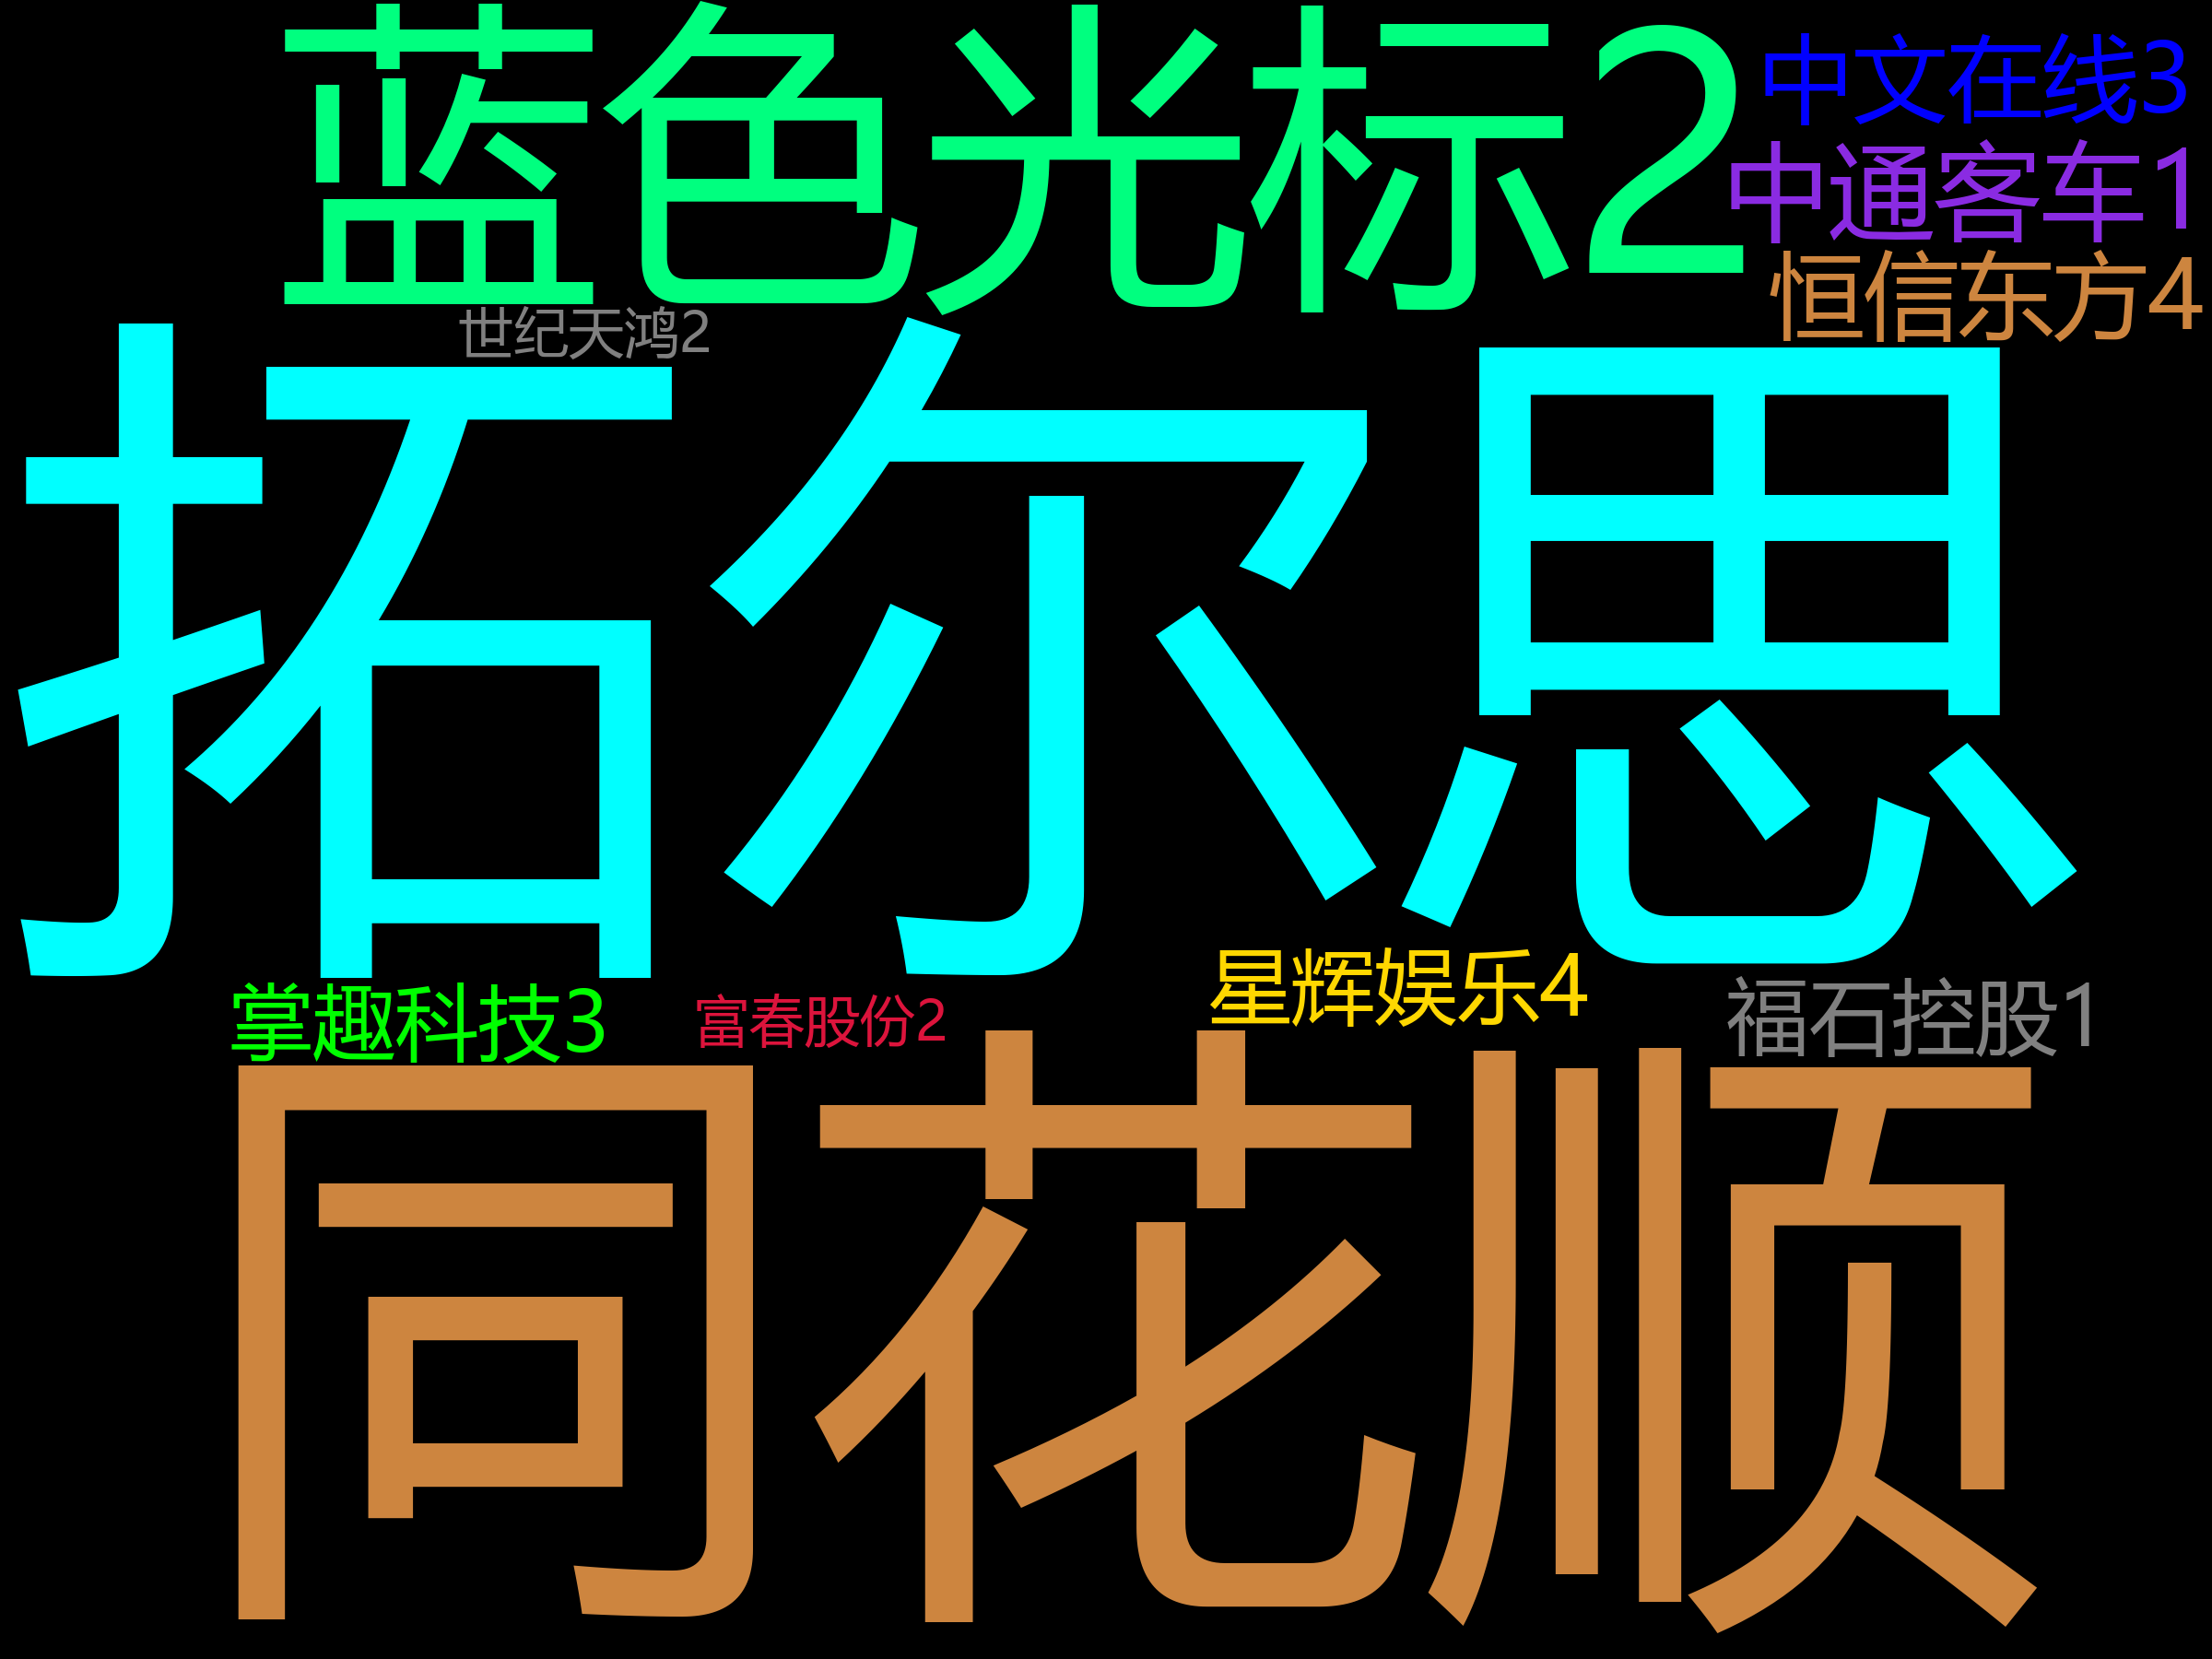 蓝色光标2
中文在线3
中通客车1
恒信东方4
世纪天鸿2
拓尔思
星辉娱乐4
福石控股1
掌趣科技3
富春股份2
同花顺